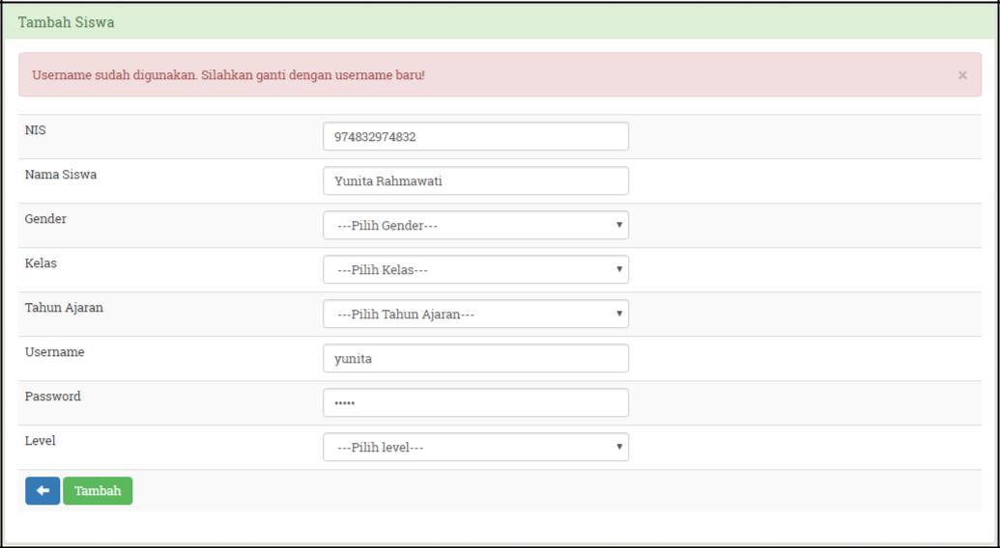 Tambah Siswa
Username sudah digunakan. Silahkan ganti dengan username baru!
×
NIS
974832974832
Nama Siswa
Yunita Rahmawati
Gender
---Pilih Gender---
Kelas
---Pilih Kelas---
Tahun Ajaran
---Pilih Tahun Ajaran---
Username
yunita
Password
•••••
Level
---Pilih level---
Tambah